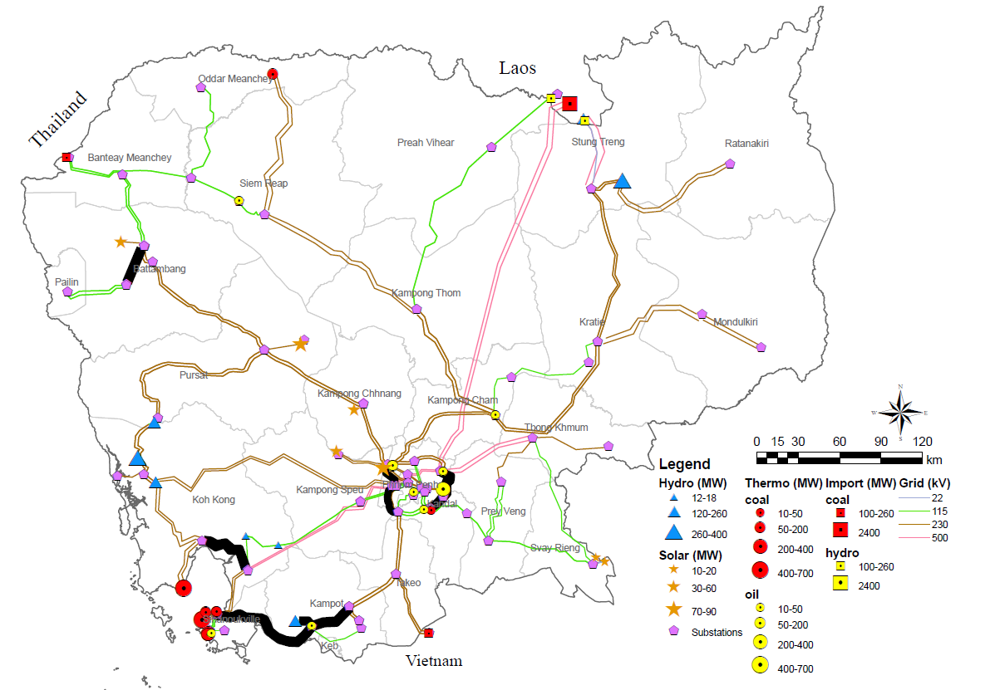 Laos
Thailand
Oddar Meanchey
Banteay Meanchey
Preah Vihear
Stung Treng
Ratanakiri
Siem Reap
Battambang
Pailin
Kampong Thom
Kratie
Mondulkiri
Pursat
Kampong Chhnang
Kampong Cham
Tbong Khmum
Koh Kong
Kampong Speu
Prey Veng
Svay Rieng
Takeo
Kampot
Keb
Vietnam
N
W E
S
0 15 30 60 90 120
km
Legend
Hydro (MW)
12-18
120-260
260-400
Solar (MW)
10-20
30-60
70-90
Substations
Thermo (MW)
coal
10-50
50-200
200-400
400-700
oil
10-50
50-200
200-400
400-700
Import (MW)
coal
100-260
2400
hydro
100-260
2400
Grid (kV)
22
115
230
500